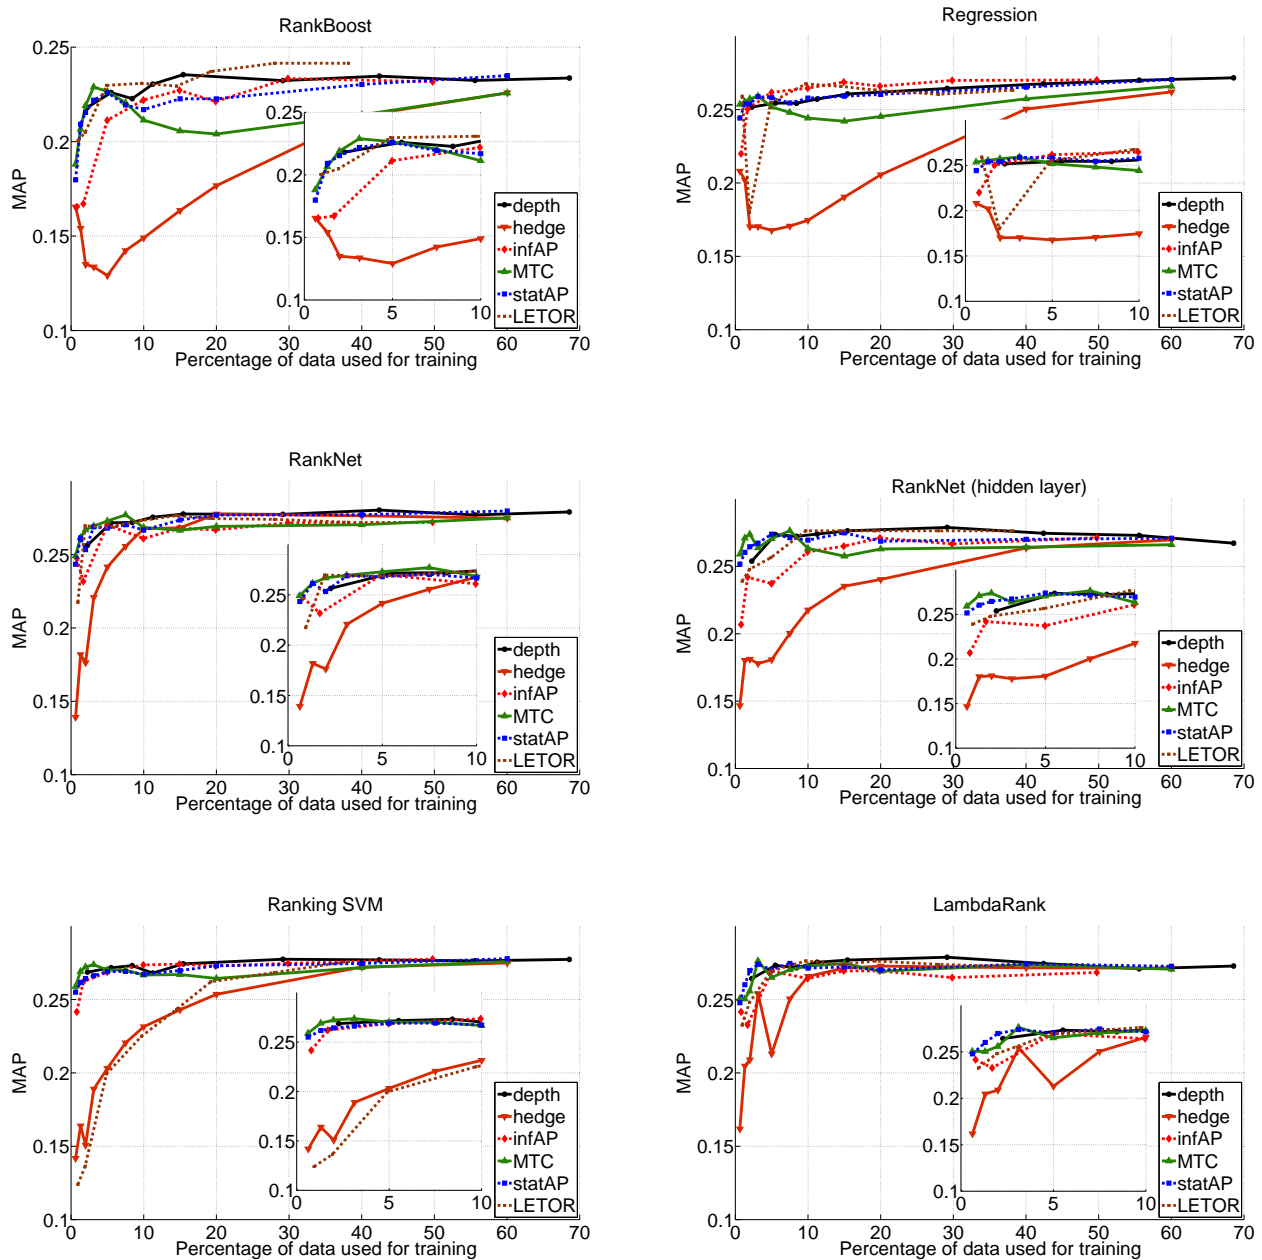 RankBoost
0.25
0.2
0.15
0.1
MAP
0 10 20 30 40 50 60 70
Percentage of data used for training
0.25
0.2
0.15
0.1
0 5 10
depth
hedge
infAP
MTC
statAP
LETOR
Regression
0.25
0.2
0.15
0.1
MAP
0 10 20 30 40 50 60 70
Percentage of data used for training
0.25
0.2
0.15
0.1
0 5 10
depth
hedge
infAP
MTC
statAP
LETOR
RankNet
0.25
0.2
0.15
0.1
MAP
0 10 20 30 40 50 60 70
Percentage of data used for training
0.25
0.2
0.15
0.1
0 5 10
depth
hedge
infAP
MTC
statAP
LETOR
RankNet (hidden layer)
0.25
0.2
0.15
0.1
MAP
0 10 20 30 40 50 60 70
Percentage of data used for training
0.25
0.2
0.15
0.1
0 5 10
depth
hedge
infAP
MTC
statAP
LETOR
Ranking SVM
0.25
0.2
0.15
0.1
MAP
0 10 20 30 40 50 60 70
Percentage of data used for training
0.25
0.2
0.15
0.1
0 5 10
depth
hedge
infAP
MTC
statAP
LETOR
LambdaRank
0.25
0.2
0.15
0.1
MAP
0 10 20 30 40 50 60 70
Percentage of data used for training
0.25
0.2
0.15
0.1
0 5 10
depth
hedge
infAP
MTC
statAP
LETOR